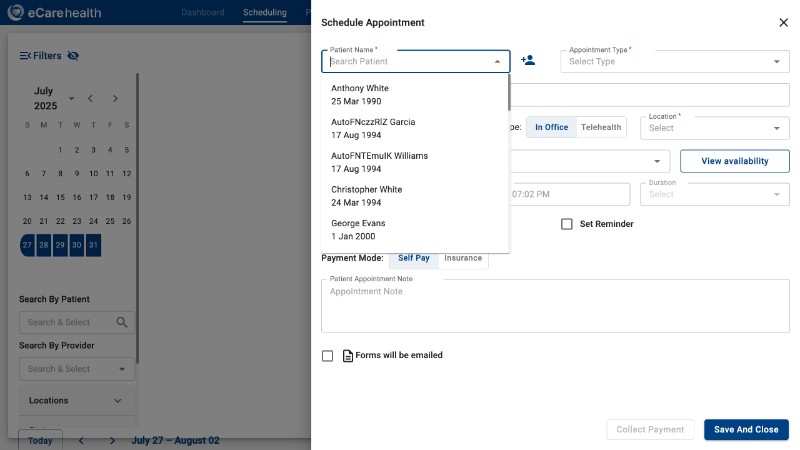 eCarehealth
Dashboard
Scheduling
Schedule Appointment
Filters
Patient Name *
Search Patient
Appointment Type *
Select Type
July
2025
S M T W T F S
1 2 3 4 5
6 7 8 9 10 11 12
13 14 15 16 17 18 19
20 21 22 23 24 25 26
27 28 29 30 31
Anthony White
25 Mar 1990
AutoFNczzRlZ Garcia
17 Aug 1994
AutoFNTEmulK Williams
17 Aug 1994
Christopher White
24 Mar 1994
George Evans
1 Jan 2000
In Office
Telehealth
Location *
Select
View availability
07:02 PM
Duration
Select
Set Reminder
Payment Mode:
Self Pay
Insurance
Patient Appointment Note
Appointment Note
Forms will be emailed
Search By Patient
Search & Select
Search By Provider
Search & Select
Locations
Today
July 27 – August 02
Collect Payment
Save And Close